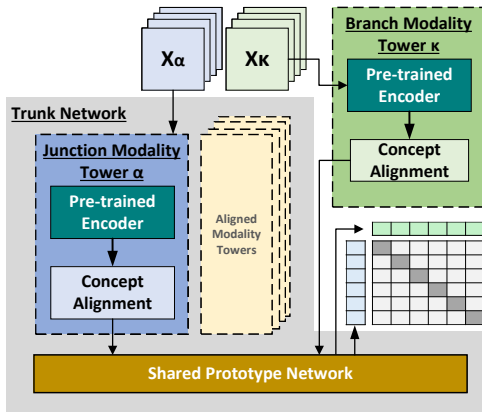 Xα
Xκ
Branch Modality
Tower κ
Pre-trained
Encoder
Concept
Alignment
Trunk Network
Junction Modality
Tower α
Pre-trained
Encoder
Concept
Alignment
Aligned
Modality
Towers
Shared Prototype Network